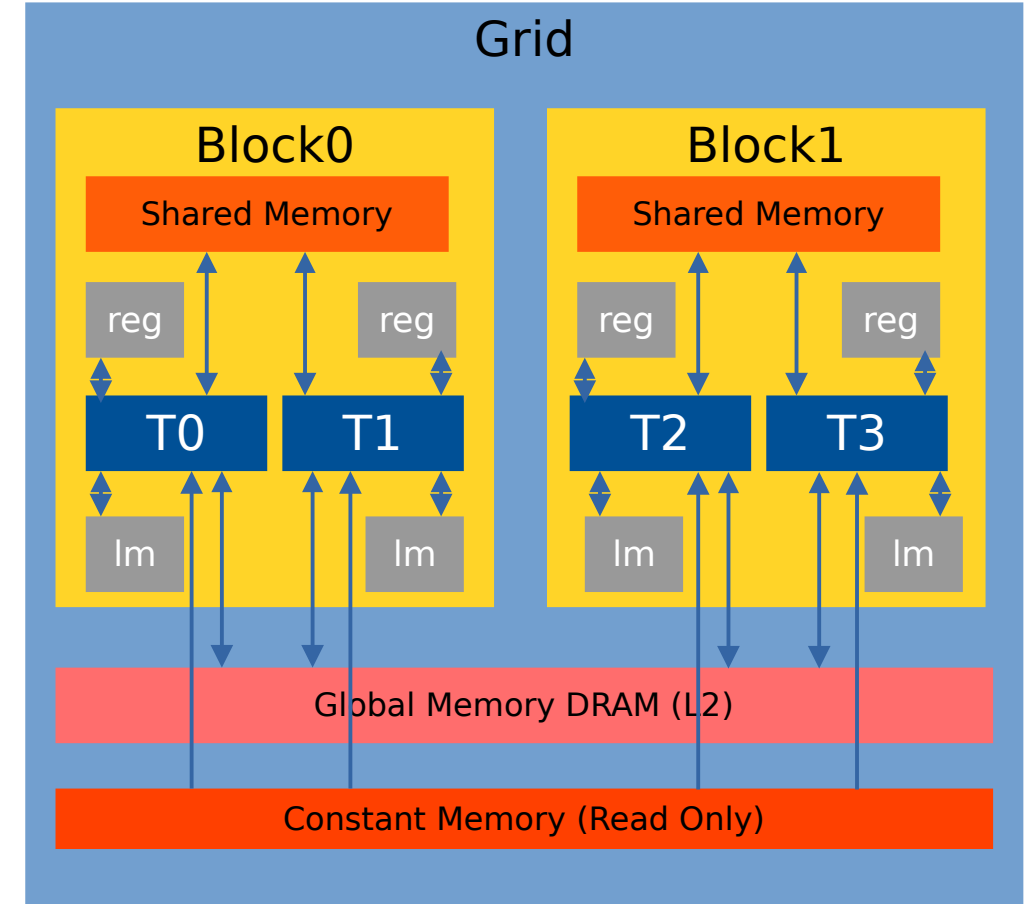 Grid
Block0
Shared Memory
reg
reg
T0
T1
lm
lm
Block1
Shared Memory
reg
reg
T2
T3
lm
lm
Global Memory DRAM (L2)
Constant Memory (Read Only)